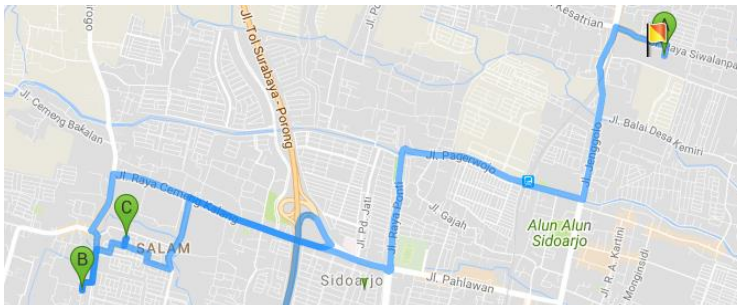 Kesatrian
A
aya Siwalanpa
Jl. Tol Surabaya - Porong
Jl. Cemeng Bakalan
Jl. Balai Desa Kemiri
Jl. Jenggolo
Jl. Pagerwojo
Jl. Raya Cemeng Kalang
Jl. Pd. Jati
Jl. Raya Ponti
Jl. Gajah
C
SALAM
B
Alun Alun
Sidoarjo
Jl. R. A. Kartini
Monginsidi
Sidoarjo
Jl. Pahlawan